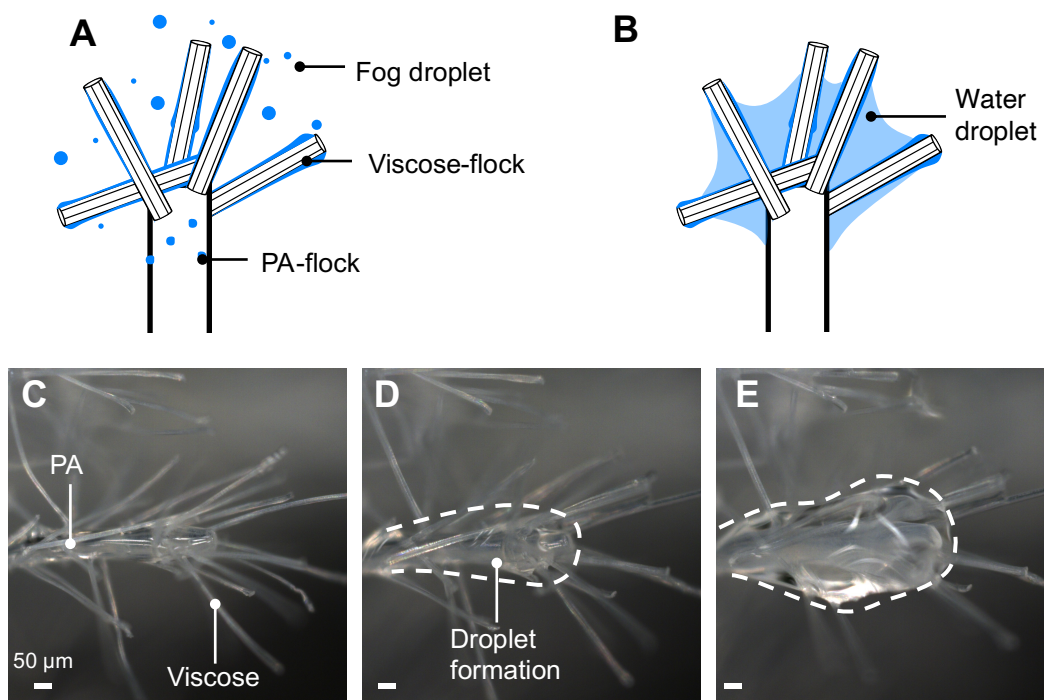 A
Fog droplet
Viscose-flock
PA-flock
B
Water
droplet
C
PA
Viscose
50 µm
D
Droplet
formation
E